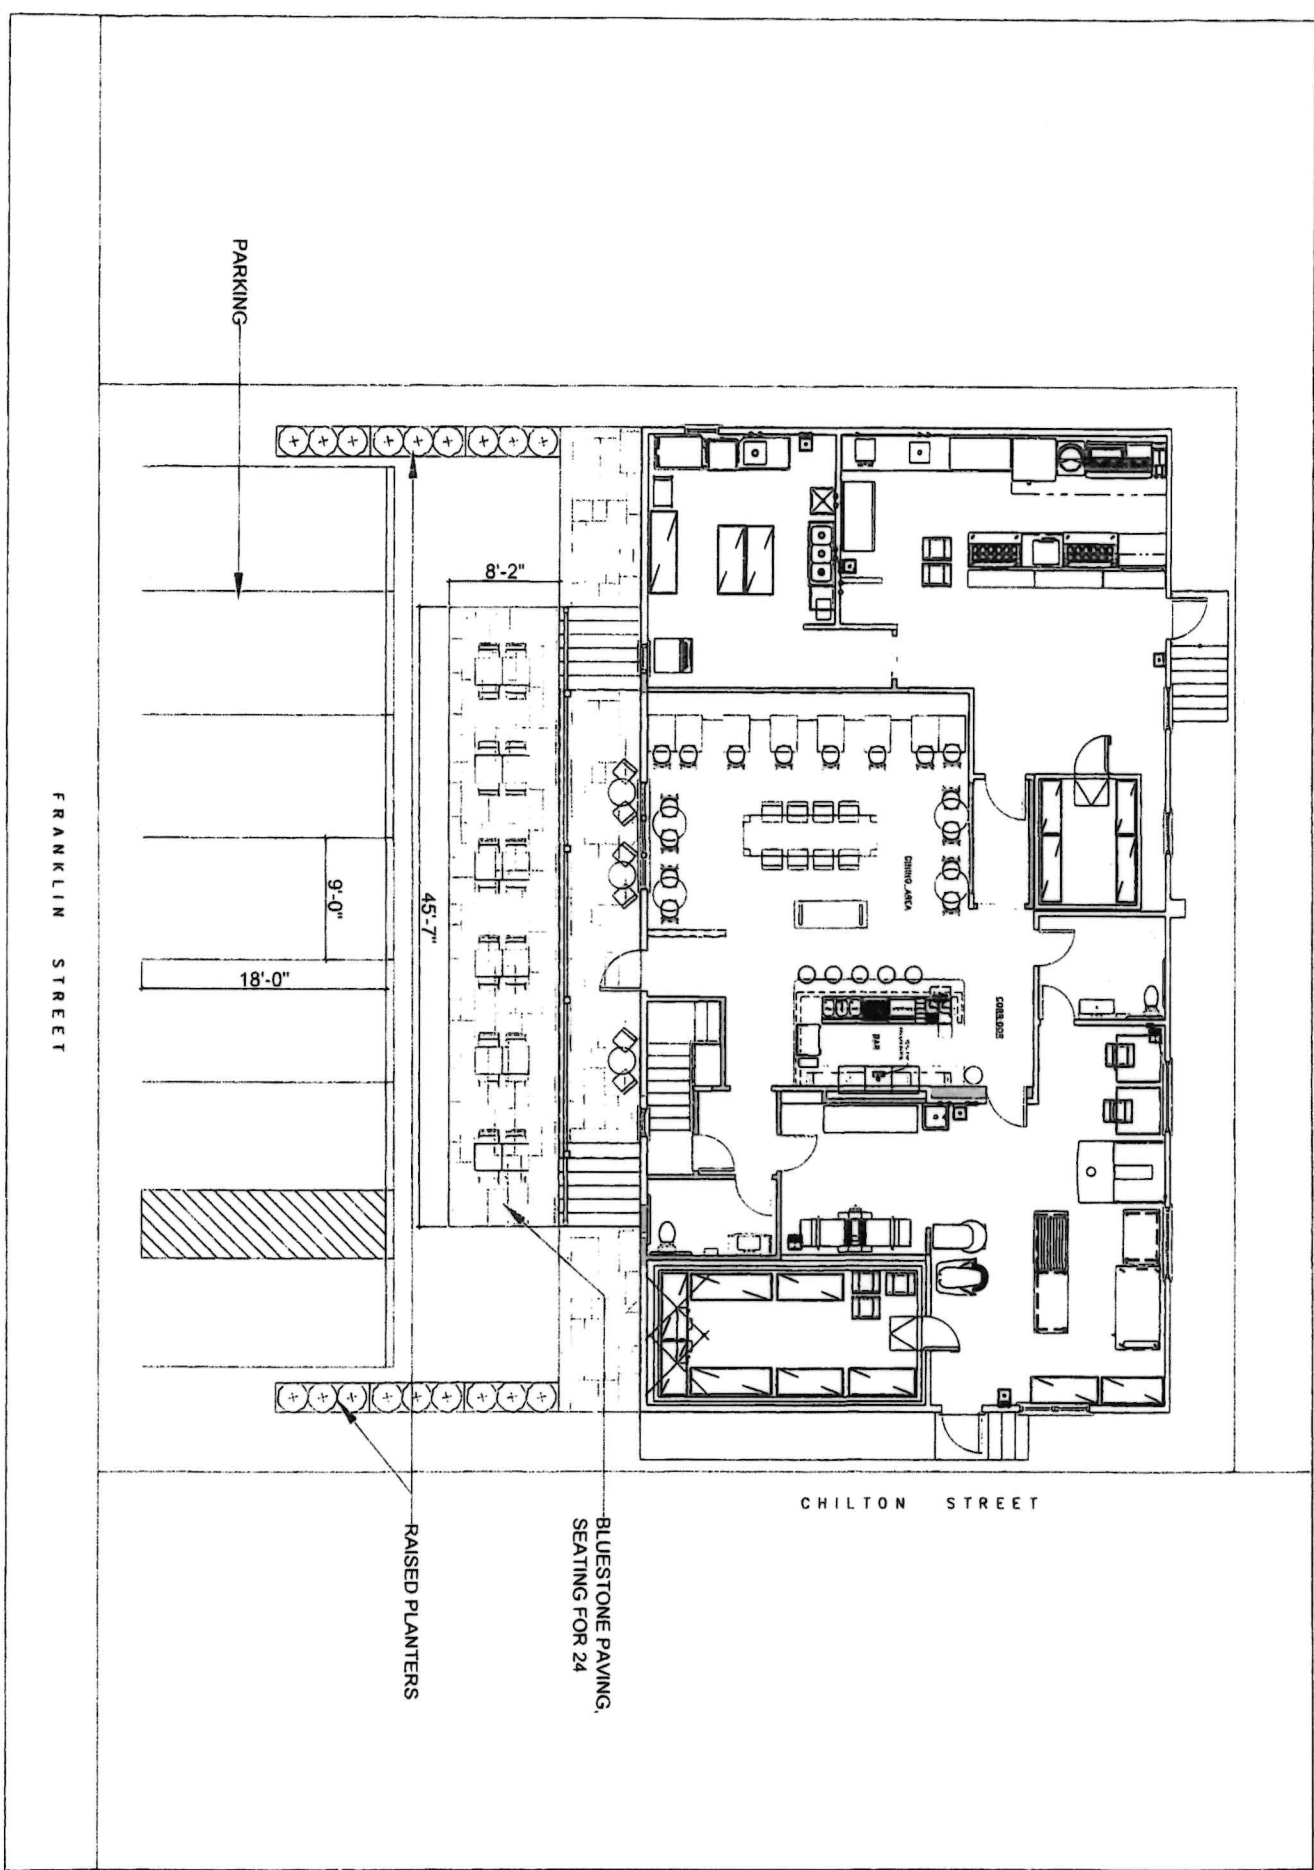 PARKING
8'-2"
45'-7"
9'-0"
18'-0"
FRANKLIN STREET
DINING AREA
CORRIDOR
BAR
CHILTON STREET
BLUESTONE PAVING,
SEATING FOR 24
RAISED PLANTERS